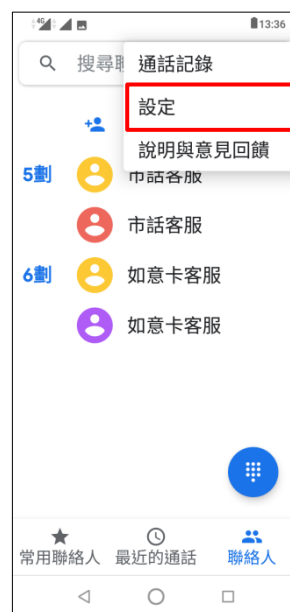 4G 13:36
搜尋
通話記錄
設定
說明與意見回饋
5劃 市話客服
市話客服
6劃 如意卡客服
如意卡客服
常用聯絡人 最近的通話 聯絡人